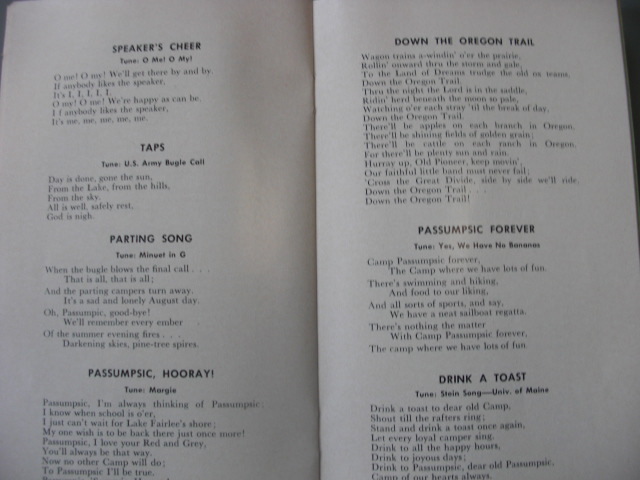 SPEAKER'S CHEER
Tune: O Me! O My!
O me! O my! We'll get there by and by.
If anybody likes the speaker,
It's I, I, I, I, I.
O my! O me! We're happy as can be,
If anybody likes the speaker,
It's me, me, me, me, me.
TAPS
Tune: U.S. Army Bugle Call
Day is done, gone the sun,
From the Lake, from the hills,
From the sky.
All is well, safely rest,
God is nigh.
PARTING SONG
Tune: Minuet in G
When the bugle blows the final call . . .
That is all, that is all;
And the parting campers turn away.
It's a sad and lonely August day.
Oh, Passumpic, good-bye!
We'll remember every ember
Of the summer evening fires . . .
Darkening skies, pine-tree spires.
PASSUMPSIC, HOORAY!
Tune: Margie
Passumpsic, I'm always thinking of Passumpsic;
I know when school is o'er,
I just can't wait for Lake Fairlee's shore;
My one wish is to be back there just once more!
Passumpsic, I love your Red and Grey,
You'll always be that way.
Now no other Camp will do;
To Passumpsic I'll be true.
DOWN THE OREGON TRAIL
Wagon trains a-windin' o'er the prairie,
Rollin' onward thru the storm and gale,
To the Land of Dreams trudge the old ox teams,
Down the Oregon Trail.
Thru the night the Lord is in the saddle,
Ridin' herd beneath the moon so pale,
Watching o'er each stray 'til the break of day,
Down the Oregon Trail.
There'll be apples on each branch in Oregon,
There'll be shining fields of golden grain;
There'll be cattle on each ranch in Oregon,
For there'll be plenty sun and rain.
Hurray up, Old Pioneer, keep movin',
Our faithful little band must never fail;
'Cross the Great Divide, side by side we'll ride,
Down the Oregon Trail . . .
Down the Oregon Trail!
PASSUMPSIC FOREVER
Tune: Yes, We Have No Bananas
Camp Passumpsic forever,
The Camp where we have lots of fun.
There's swimming and hiking,
And food to our liking,
And all sorts of sports, and say,
We have a neat sailboat regatta.
There's nothing the matter
With Camp Passumpsic forever,
The camp where we have lots of fun.
DRINK A TOAST
Tune: Stein Song—Univ. of Maine
Drink a toast to dear old Camp,
Shout till the rafters ring;
Stand and drink a toast once again,
Let every loyal camper sing.
Drink to all the happy hours,
Drink to joyous days;
Drink to Passumpsic, dear old Passumpsic,
Camp of our hearts always.